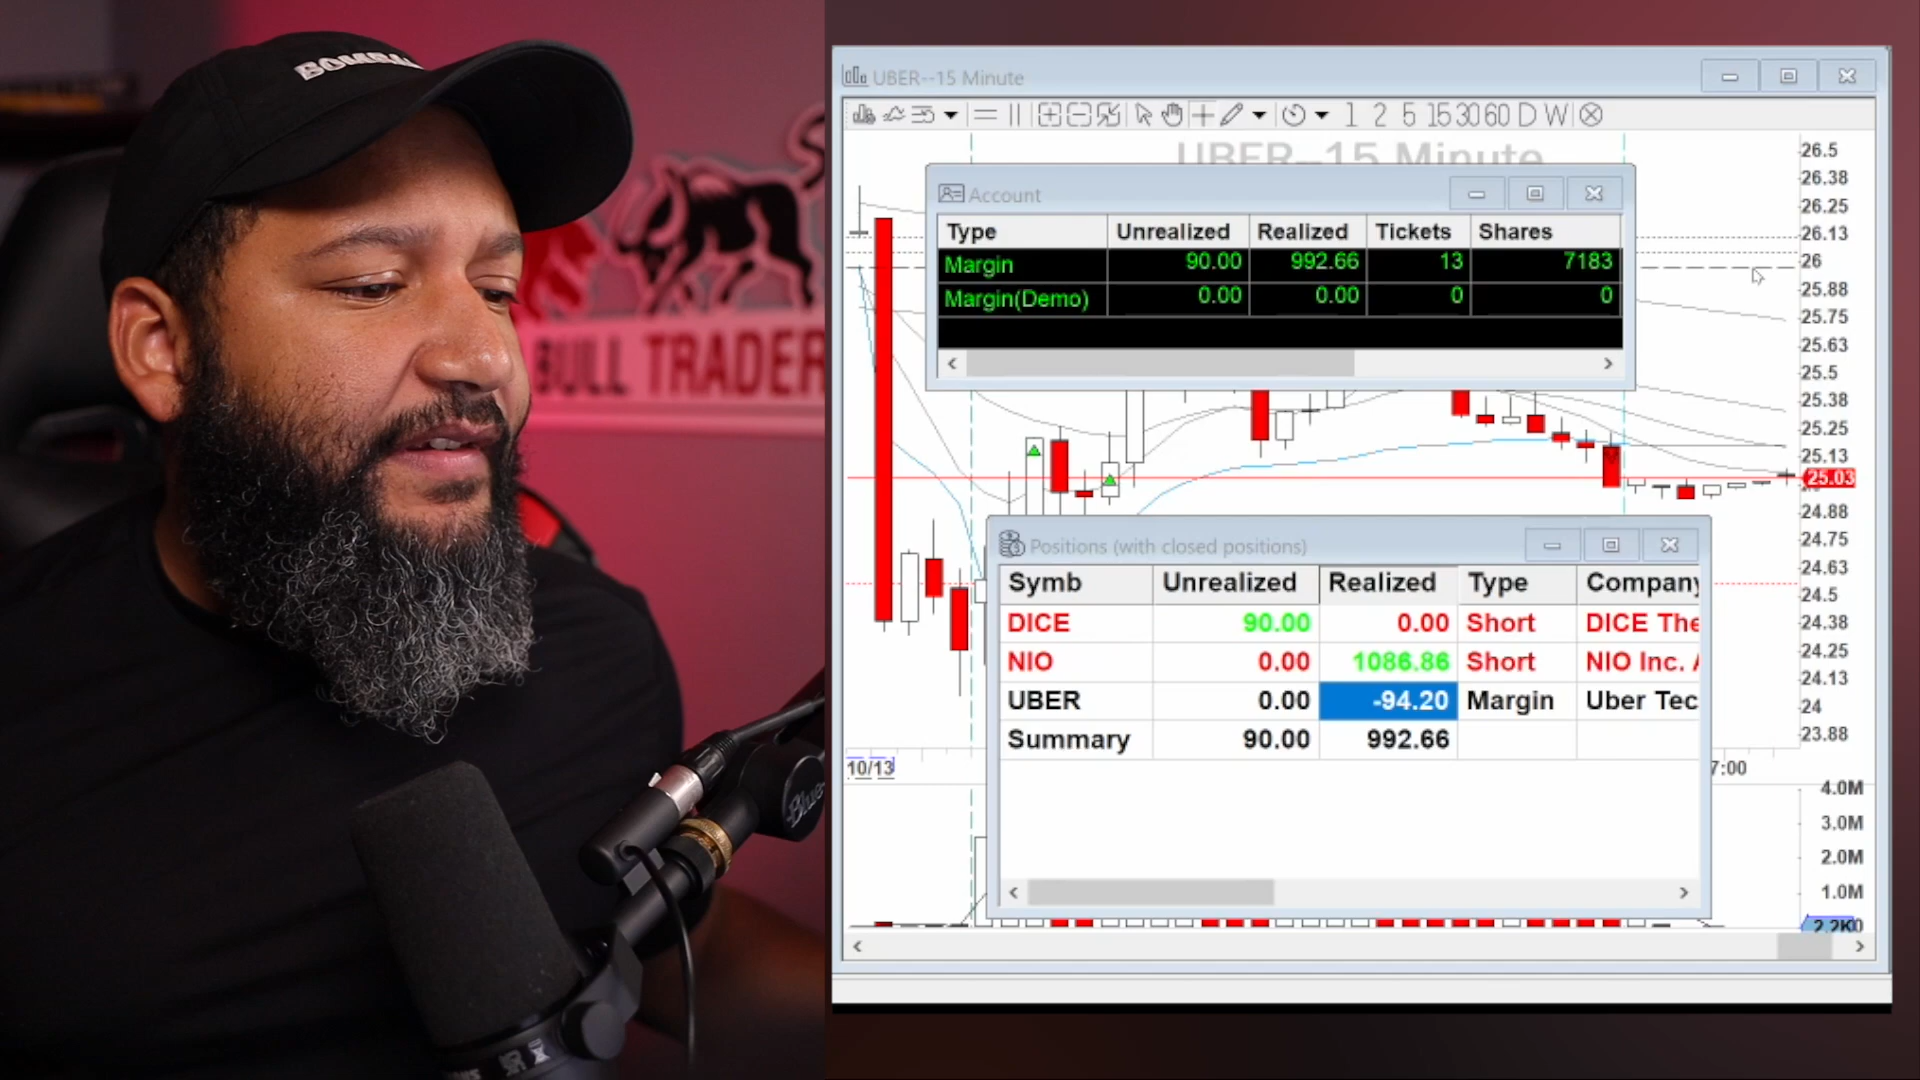 BULL TRADER
UBER--15 Minute
1 2 5 15 30 60 D W
UBER--15 Minute
Account
Type Unrealized Realized Tickets Shares
Margin 90.00 992.66 13 7183
Margin(Demo) 0.00 0.00 0 0
26.5
26.38
26.25
26.13
26
25.88
25.75
25.63
25.5
25.38
25.25
25.13
25.03
24.88
24.75
24.63
24.5
24.38
24.25
24.13
24
23.88
Positions (with closed positions)
Symb Unrealized Realized Type Company
DICE 90.00 0.00 Short DICE The
NIO 0.00 1086.86 Short NIO Inc.
UBER 0.00 -94.20 Margin Uber Tec
Summary 90.00 992.66
10/13
7:00
4.0M
3.0M
2.0M
1.0M
Blue